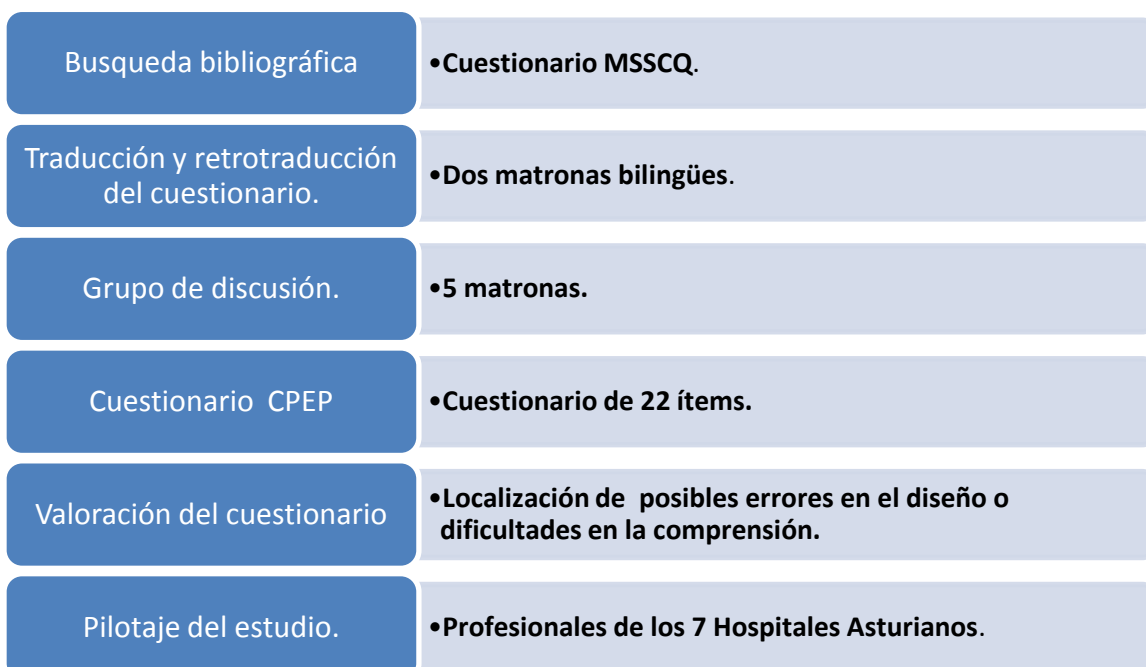 Busqueda bibliográfica
•Cuestionario MSSCQ.
Traducción y retrotraducción
del cuestionario.
•Dos matronas bilingües.
Grupo de discusión.
•5 matronas.
Cuestionario CPEP
•Cuestionario de 22 ítems.
Valoración del cuestionario
•Localización de posibles errores en el diseño o
dificultades en la comprensión.
Pilotaje del estudio.
•Profesionales de los 7 Hospitales Asturianos.